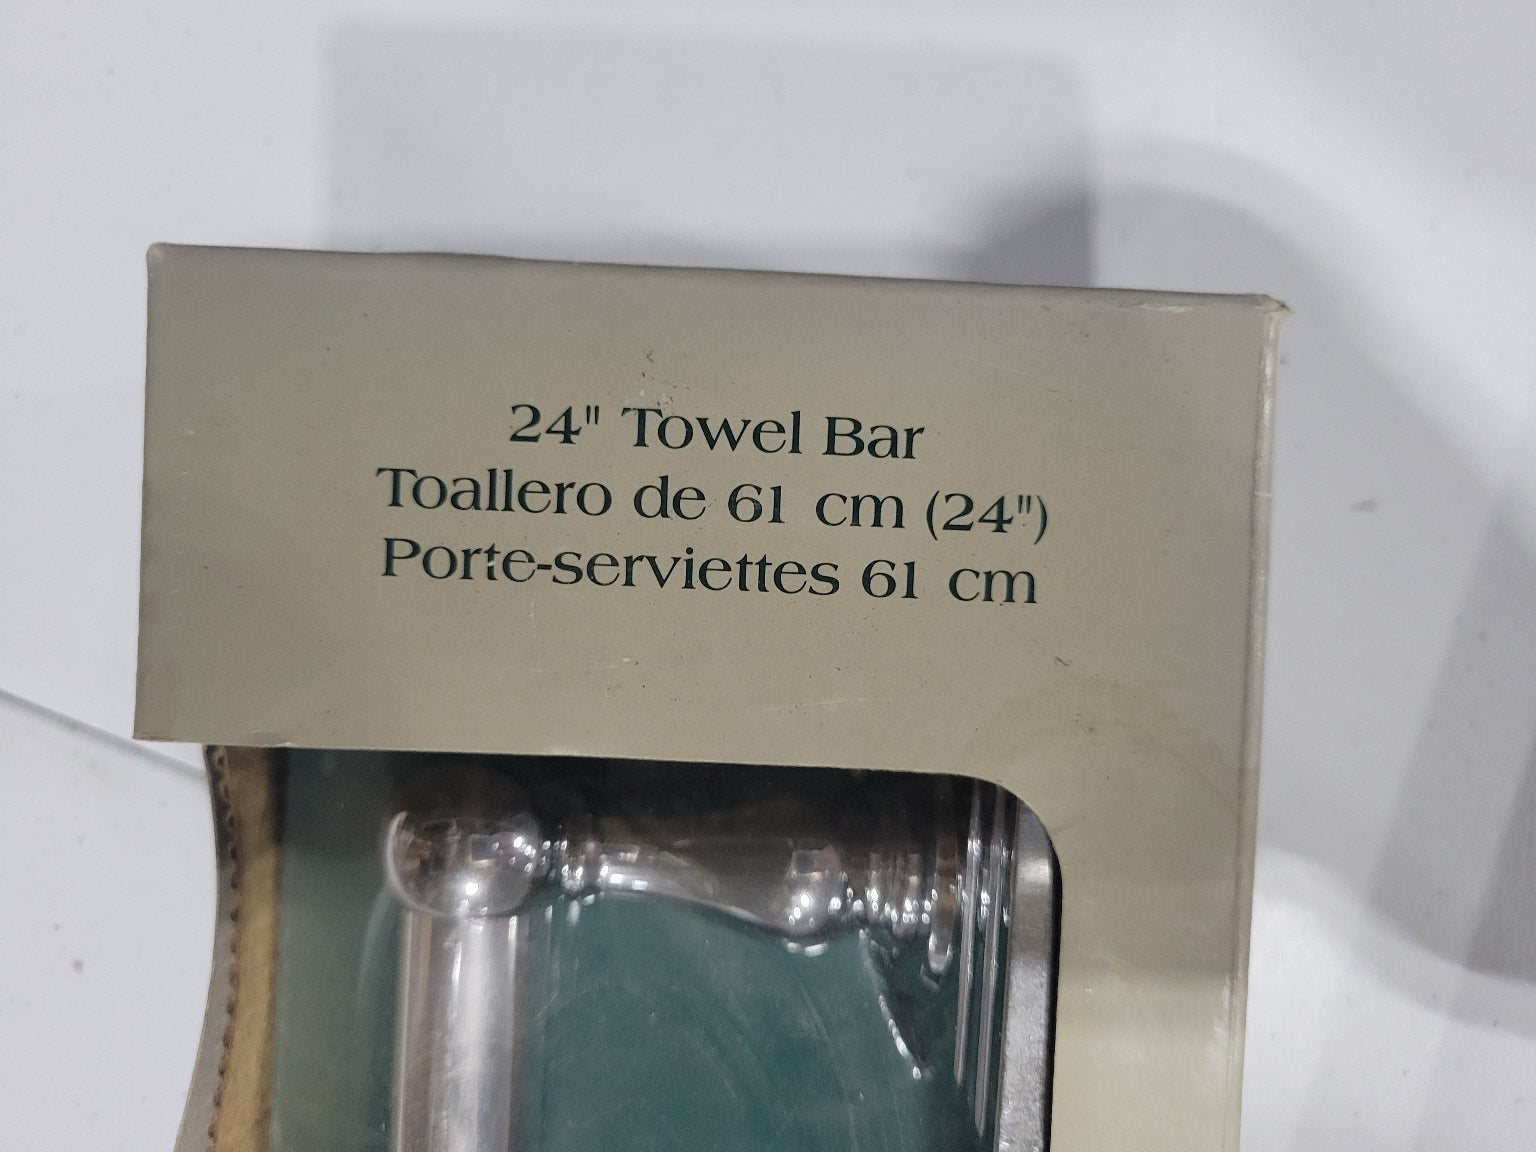 24" Towel Bar
Toallero de 61 cm (24")
Porte-serviettes 61 cm